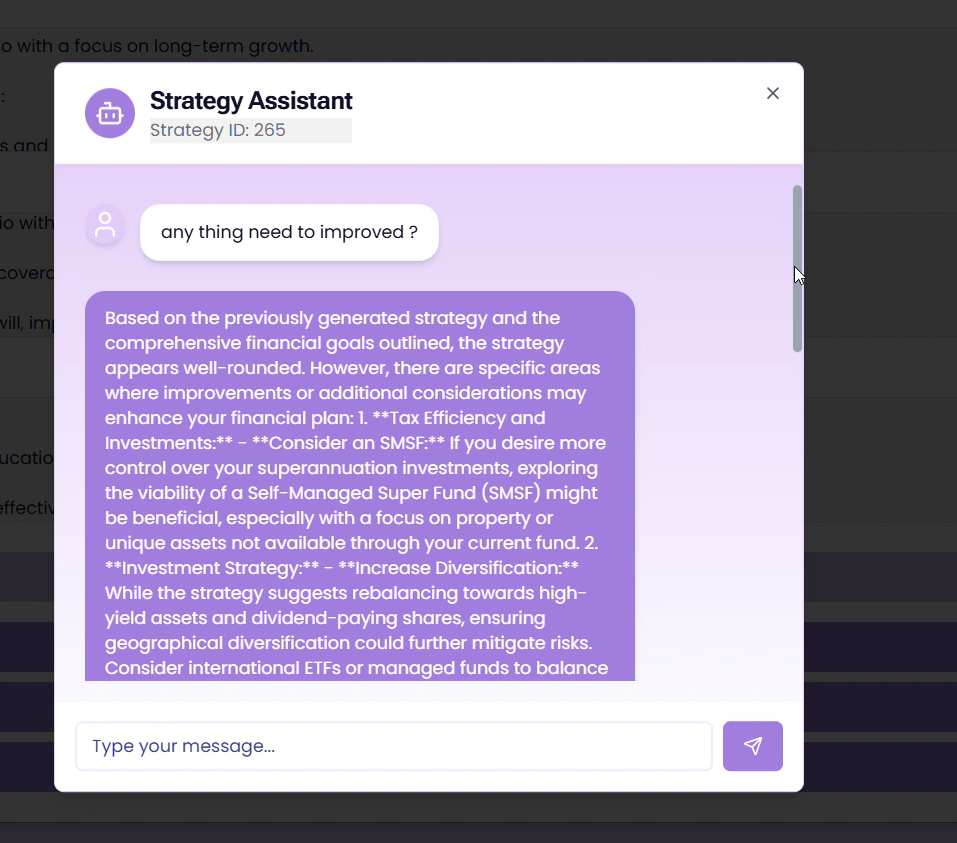 o with a focus on long-term growth.
:
s and
Strategy Assistant
Strategy ID: 265
io with
any thing need to improved ?
covera
will, imp
Based on the previously generated strategy and the
comprehensive financial goals outlined, the strategy
appears well-rounded. However, there are specific areas
where improvements or additional considerations may
enhance your financial plan: 1. **Tax Efficiency and
Investments:** - **Consider an SMSF:** If you desire more
control over your superannuation investments, exploring
the viability of a Self-Managed Super Fund (SMSF) might
be beneficial, especially with a focus on property or
unique assets not available through your current fund. 2.
**Investment Strategy:** - **Increase Diversification:**
While the strategy suggests rebalancing towards high-
yield assets and dividend-paying shares, ensuring
geographical diversification could further mitigate risks.
Consider international ETFs or managed funds to balance
ucatio
effectiv
Type your message...